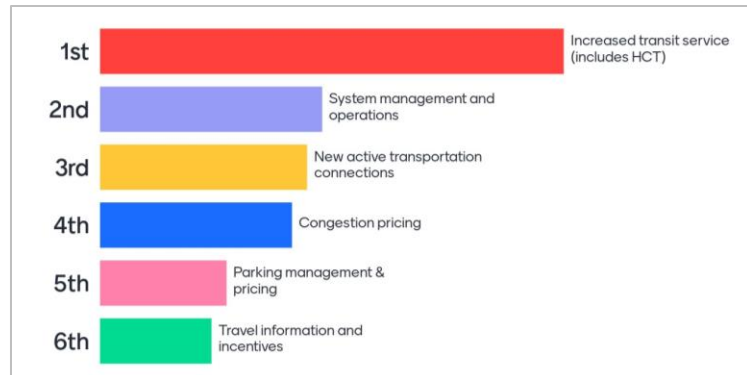 1st
Increased transit service
(includes HCT)
2nd
System management and
operations
3rd
New active transportation
connections
4th
Congestion pricing
5th
Parking management &
pricing
6th
Travel information and
incentives